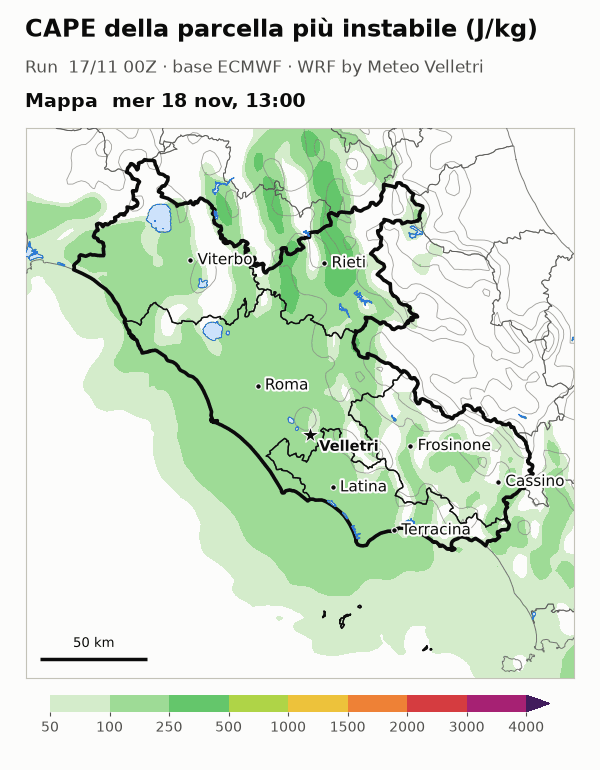 CAPE della parcella più instabile (J/kg)
Run  17/11 00Z · base ECMWF · WRF by Meteo Velletri
Mappa  mer 18 nov, 13:00
Viterbo
Rieti
Roma
Velletri
Frosinone
Cassino
Latina
Terracina
50 km
50 100 250 500 1000 1500 2000 3000 4000